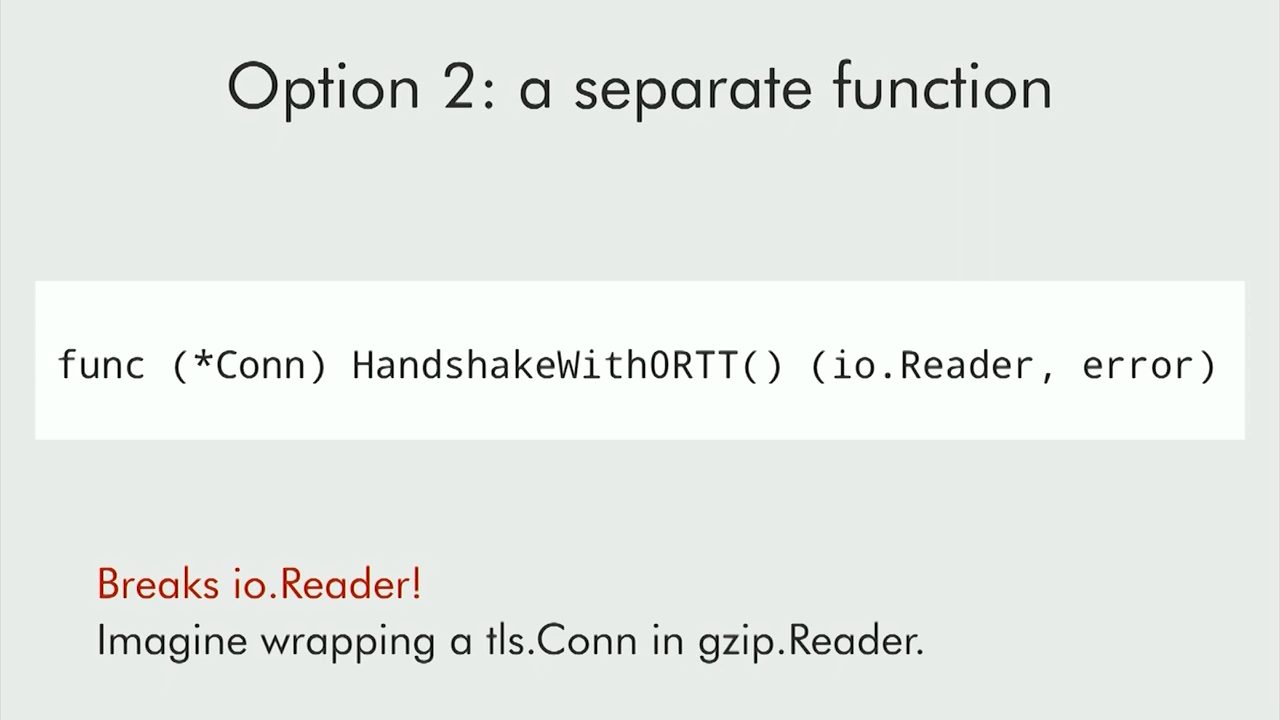 Option 2: a separate function
func (*Conn) HandshakeWith0RTT() (io.Reader, error)
Breaks io.Reader!
Imagine wrapping a tls.Conn in gzip.Reader.